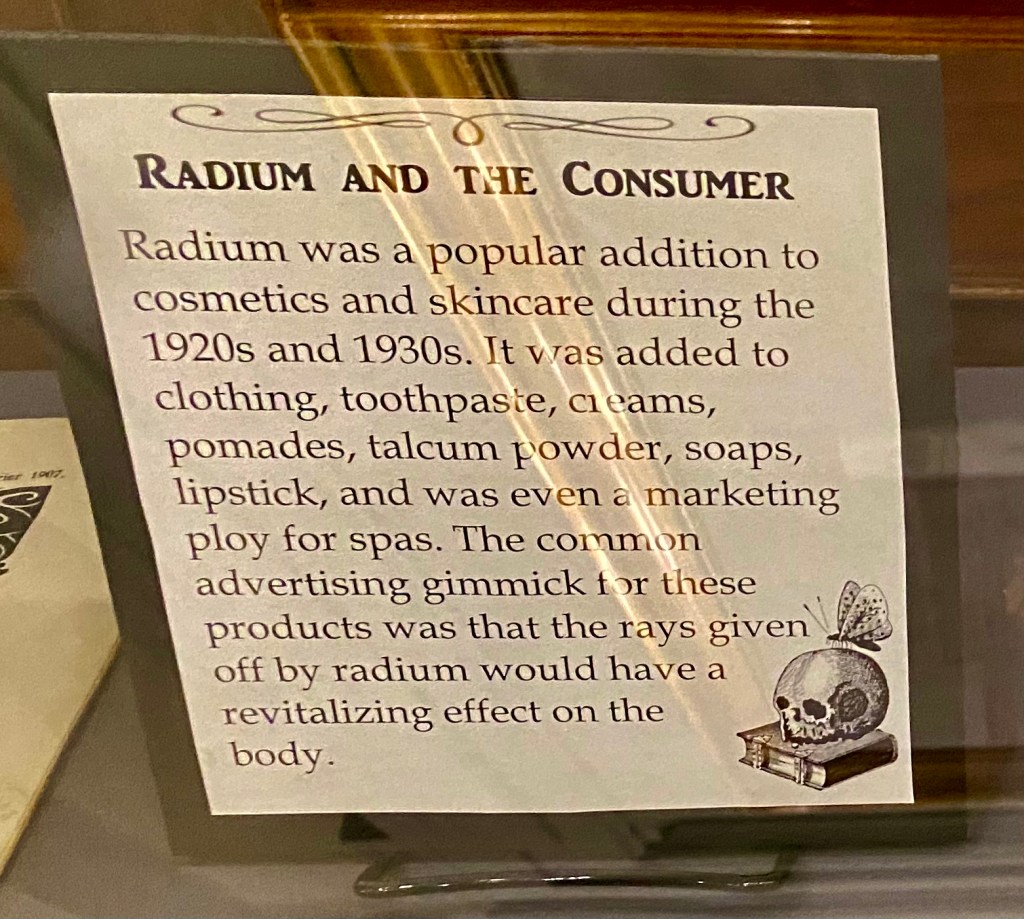 RADIUM AND THE CONSUMER
Radium was a popular addition to
cosmetics and skincare during the
1920s and 1930s. It was added to
clothing, toothpaste, creams,
pomades, talcum powder, soaps,
lipstick, and was even a marketing
ploy for spas. The common
advertising gimmick for these
products was that the rays given
off by radium would have a
revitalizing effect on the
body.
1907.